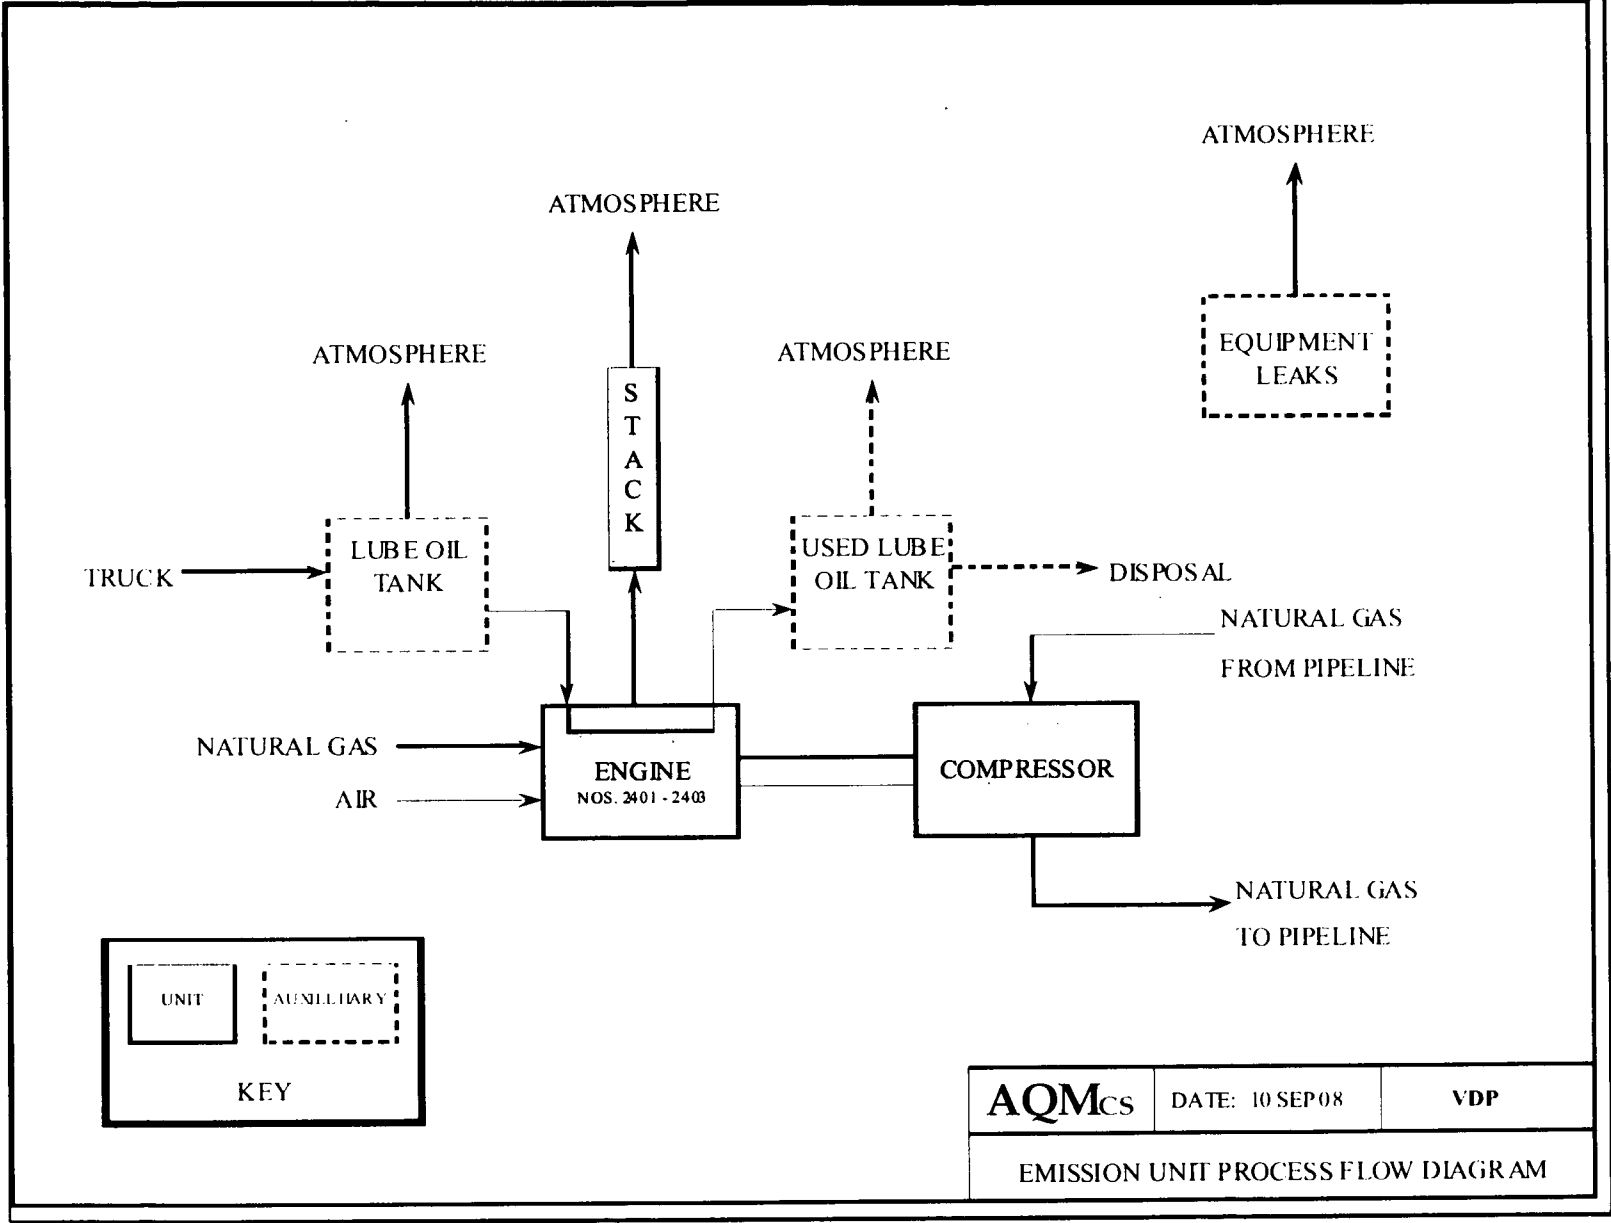 ATMOSPHERE
ATMOSPHERE
ATMOSPHERE
ATMOSPHERE
EQUIPMENT
LEAKS
S
T
A
C
K
TRUCK
LUBE OIL
TANK
USED LUBE
OIL TANK
DISPOSAL
NATURAL GAS
FROM PIPELINE
NATURAL GAS
AIR
ENGINE
NOS. 2401 - 2403
COMPRESSOR
NATURAL GAS
TO PIPELINE
UNIT
AUXILLIARY
KEY
AQMCS
DATE: 10 SEP 08
VDP
EMISSION UNIT PROCESS FLOW DIAGRAM